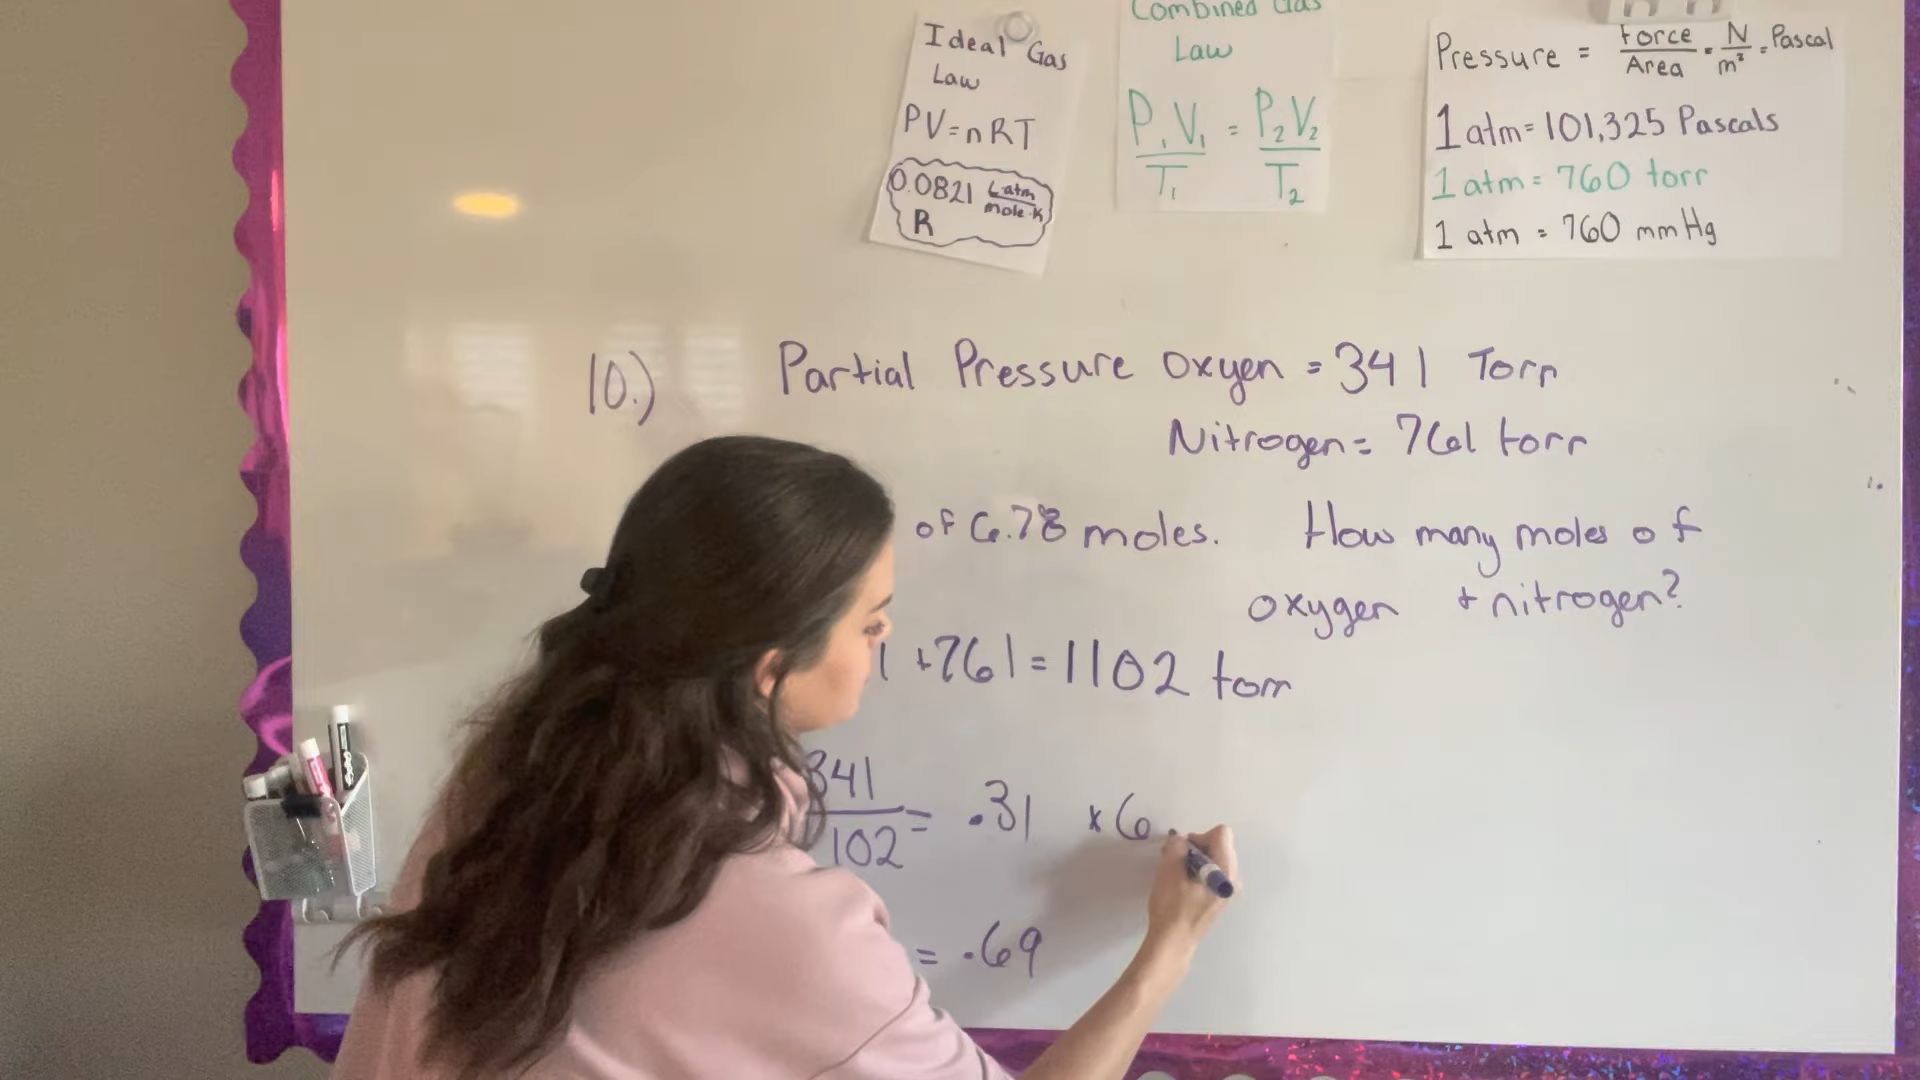 Ideal Gas
Law
PV=nRT
0.0821 L·atm
mole·K
R
Combined Gas
Law
P₁V₁ = P₂V₂
T₁ T₂
Pressure = Force = N = Pascal
Area m²
1 atm = 101,325 Pascals
1 atm = 760 torr
1 atm = 760 mmHg
10.) Partial Pressure Oxyen = 341 Torr
Nitrogen = 761 torr
of 6.78 moles. How many moles of
oxygen + nitrogen?
+761 = 1102 torr
341
102 = .31 × 6.
= .69